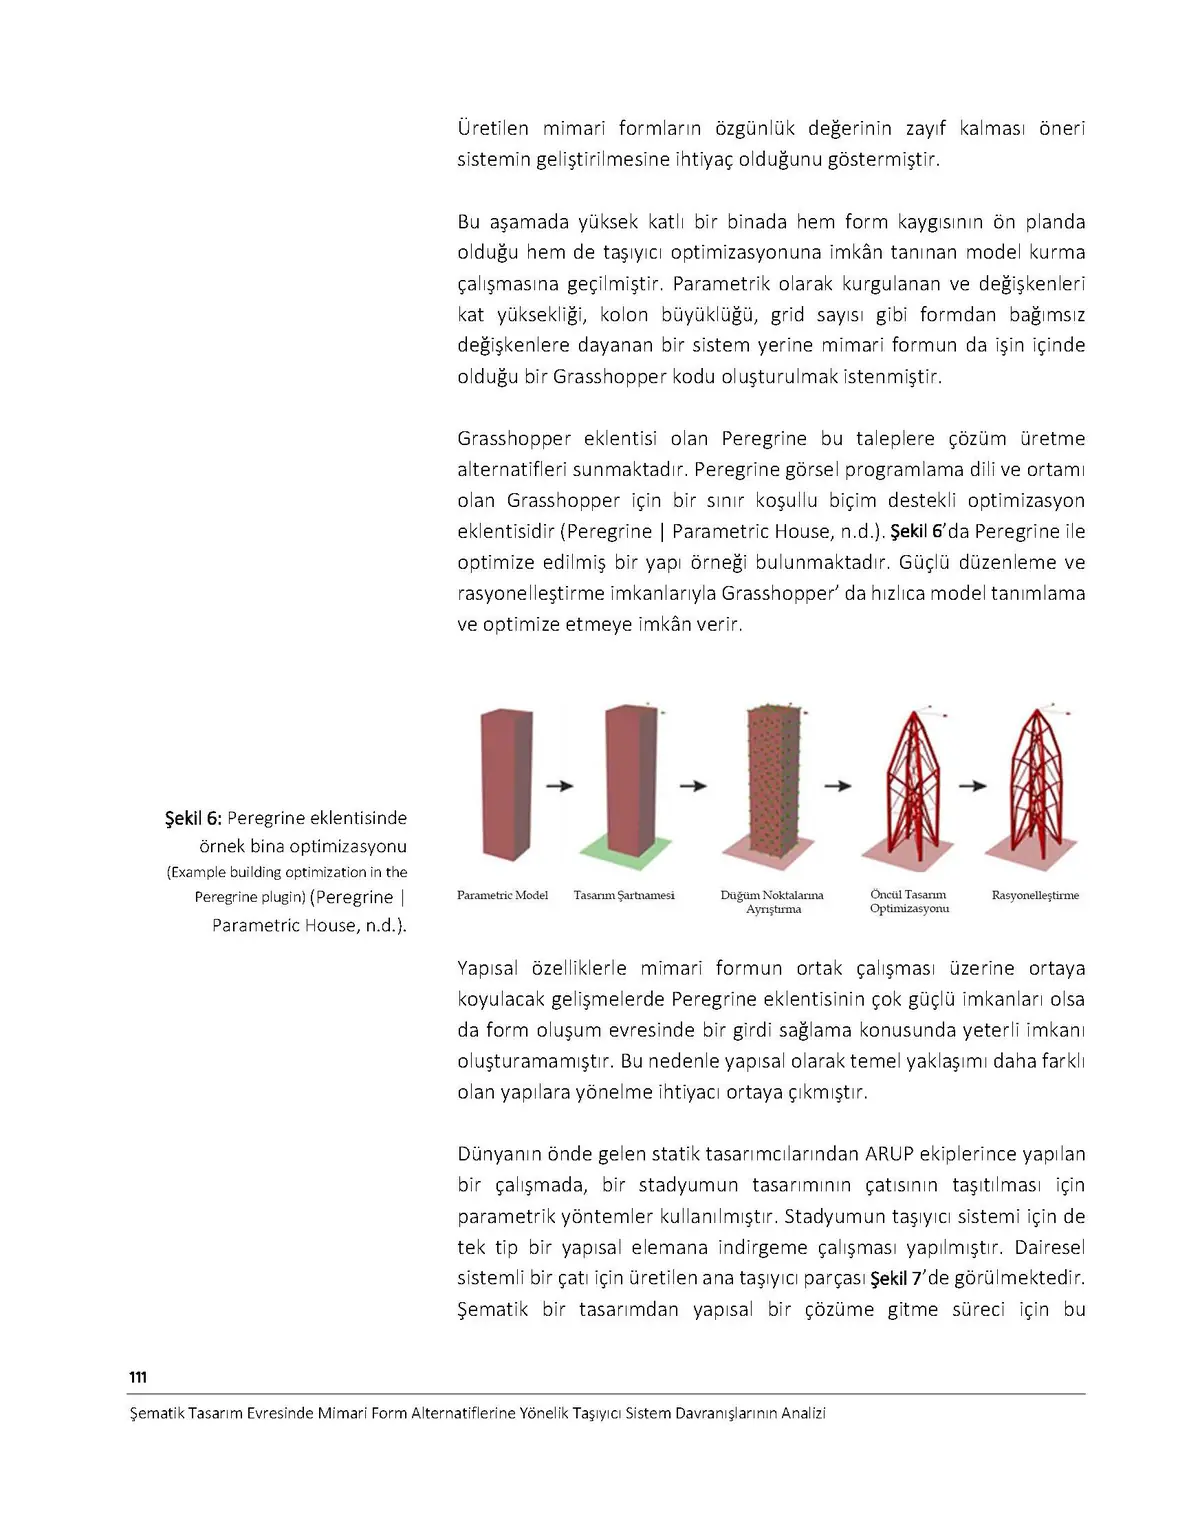 Üretilen mimari formların özgünlük değerinin zayıf kalması öneri
sistemin geliştirilmesine ihtiyaç olduğunu göstermiştir.
Bu aşamada yüksek katlı bir binada hem form kaygısının ön planda
olduğu hem de taşıyıcı optimizasyonuna imkân tanınan model kurma
çalışmasına geçilmiştir. Parametrik olarak kurgulanan ve değişkenleri
kat yüksekliği, kolon büyüklüğü, grid sayısı gibi formdan bağımsız
değişkenlere dayanan bir sistem yerine mimari formun da işin içinde
olduğu bir Grasshopper kodu oluşturulmak istenmiştir.
Grasshopper eklentisi olan Peregrine bu taleplere çözüm üretme
alternatifleri sunmaktadır. Peregrine görsel programlama dili ve ortamı
olan Grasshopper için bir sınır koşullu biçim destekli optimizasyon
eklentisidir (Peregrine | Parametric House, n.d.). Şekil 6’da Peregrine ile
optimize edilmiş bir yapı örneği bulunmaktadır. Güçlü düzenleme ve
rasyonelleştirme imkanlarıyla Grasshopper’ da hızlıca model tanımlama
ve optimize etmeye imkân verir.
Şekil 6: Peregrine eklentisinde
örnek bina optimizasyonu
(Example building optimization in the
Peregrine plugin) (Peregrine |
Parametric House, n.d.).
Parametric Model
Tasarım Şartnamesi
Düğüm Noktalarına
Ayrıştırma
Öncül Tasarım
Optimizasyonu
Rasyonelleştirme
Yapısal özelliklerle mimari formun ortak çalışması üzerine ortaya
koyulacak gelişmelerde Peregrine eklentisinin çok güçlü imkanları olsa
da form oluşum evresinde bir girdi sağlama konusunda yeterli imkanı
oluşturamamıştır. Bu nedenle yapısal olarak temel yaklaşımı daha farklı
olan yapılara yönelme ihtiyacı ortaya çıkmıştır.
Dünyanın önde gelen statik tasarımcılarından ARUP ekiplerince yapılan
bir çalışmada, bir stadyumun tasarımının çatısının taşıtılması için
parametrik yöntemler kullanılmıştır. Stadyumun taşıyıcı sistemi için de
tek tip bir yapısal elemana indirgeme çalışması yapılmıştır. Dairesel
sistemli bir çatı için üretilen ana taşıyıcı parçası Şekil 7’de görülmektedir.
Şematik bir tasarımdan yapısal bir çözüme gitme süreci için bu
111
Şematik Tasarım Evresinde Mimari Form Alternatiflerine Yönelik Taşıyıcı Sistem Davranışlarının Analizi